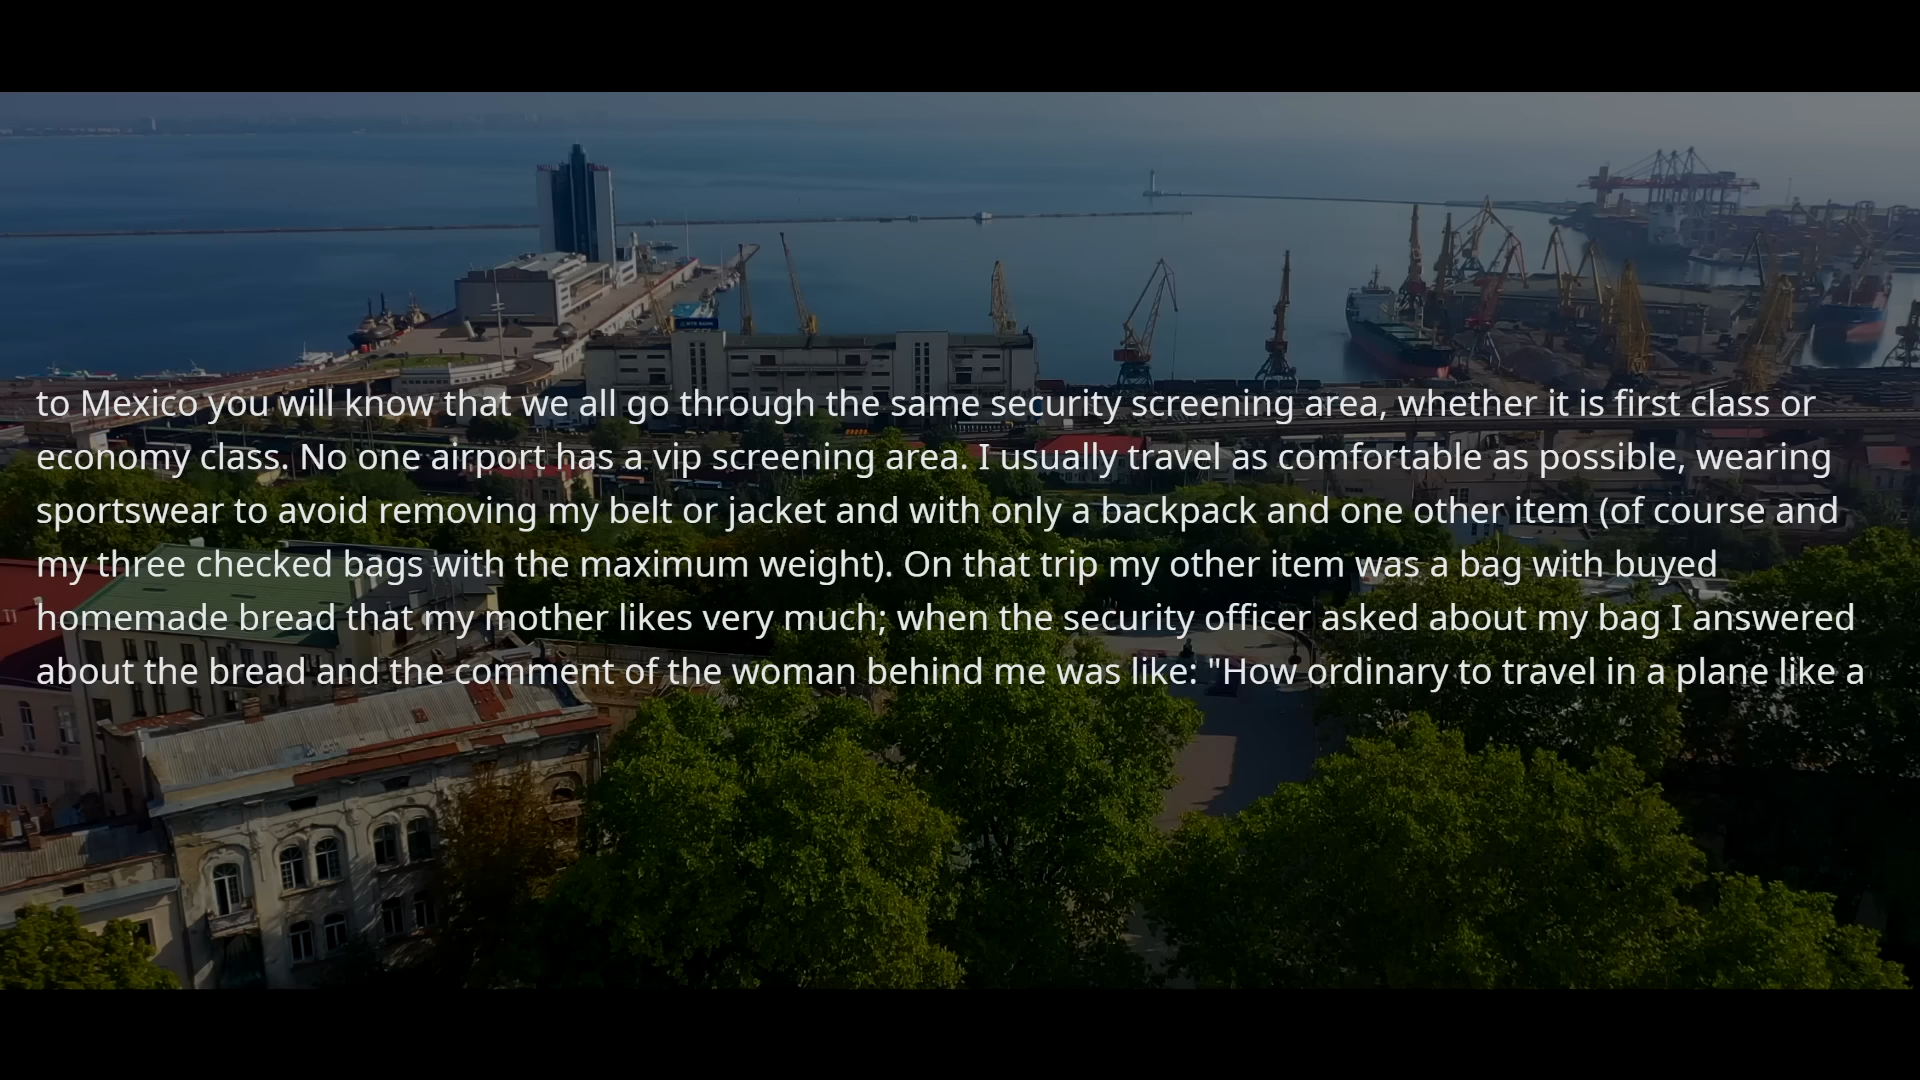 to Mexico you will know that we all go through the same security screening area, whether it is first class or
economy class. No one airport has a vip screening area. I usually travel as comfortable as possible, wearing
sportswear to avoid removing my belt or jacket and with only a backpack and one other item (of course and
my three checked bags with the maximum weight). On that trip my other item was a bag with buyed
homemade bread that my mother likes very much; when the security officer asked about my bag I answered
about the bread and the comment of the woman behind me was like: "How ordinary to travel in a plane like a